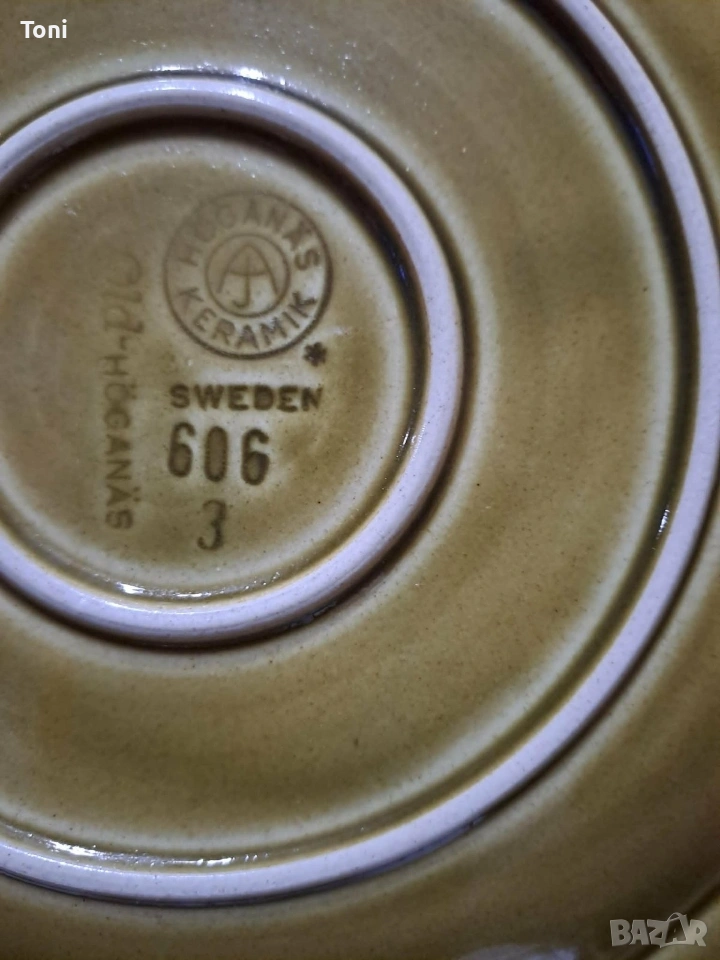 Toni
HÖGANÄS
KERAMIK
*
SWEDEN
606
3
Old-HÖGANÄS
BAZAR